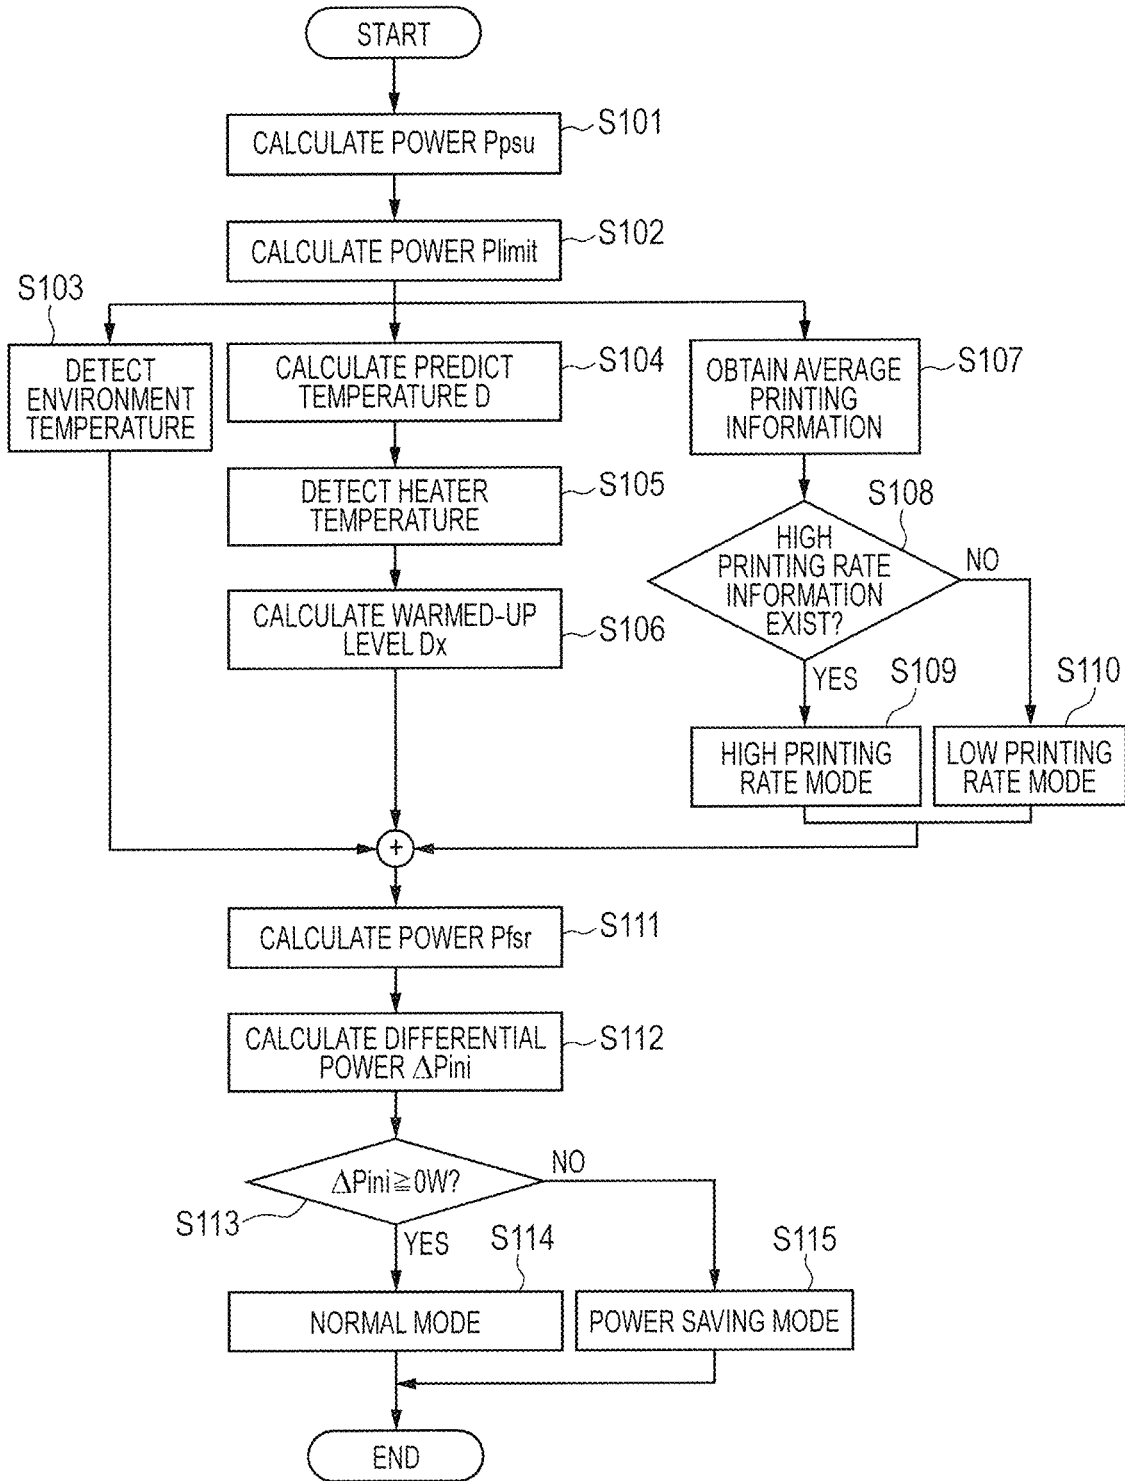 START
CALCULATE POWER Ppsu
S101
CALCULATE POWER Plimit
S102
S103
DETECT
ENVIRONMENT
TEMPERATURE
CALCULATE PREDICT
TEMPERATURE D
S104
OBTAIN AVERAGE
PRINTING
INFORMATION
S107
DETECT HEATER
TEMPERATURE
S105
S108
HIGH
PRINTING RATE
INFORMATION
EXIST?
NO
YES
CALCULATE WARMED-UP
LEVEL Dx
S106
S109
S110
HIGH PRINTING
RATE MODE
LOW PRINTING
RATE MODE
+
CALCULATE POWER Pfsr
S111
CALCULATE DIFFERENTIAL
POWER ΔPini
S112
ΔPini≧0W?
NO
S113
YES
S114
S115
NORMAL MODE
POWER SAVING MODE
END